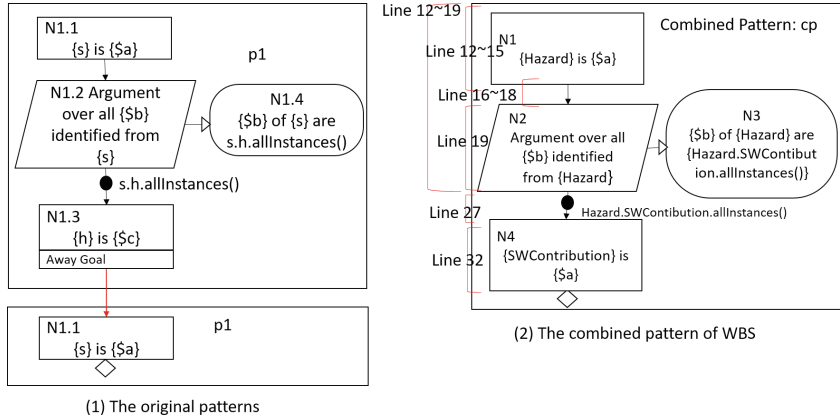 N1.1
{s} is {$a}
p1
N1.2 Argument
over all {$b}
identified from
{s}
N1.4
{$b} of {s} are
s.h.allInstances()
s.h.allInstances()
N1.3
{h} is {$c}
Away Goal
N1.1
{s} is {$a}
p1
(1) The original patterns
Line 12~19
Combined Pattern: cp
N1
{Hazard} is {$a}
Line 12~15
Line 16~18
N2
Argument over all
{$b} identified
from {Hazard}
Line 19
N3
{$b} of {Hazard} are
{Hazard.SWContibut
ion.allInstances()}
Line 27
Hazard.SWContibution.allInstances()
N4
{SWContribution} is
{$a}
Line 32
(2) The combined pattern of WBS